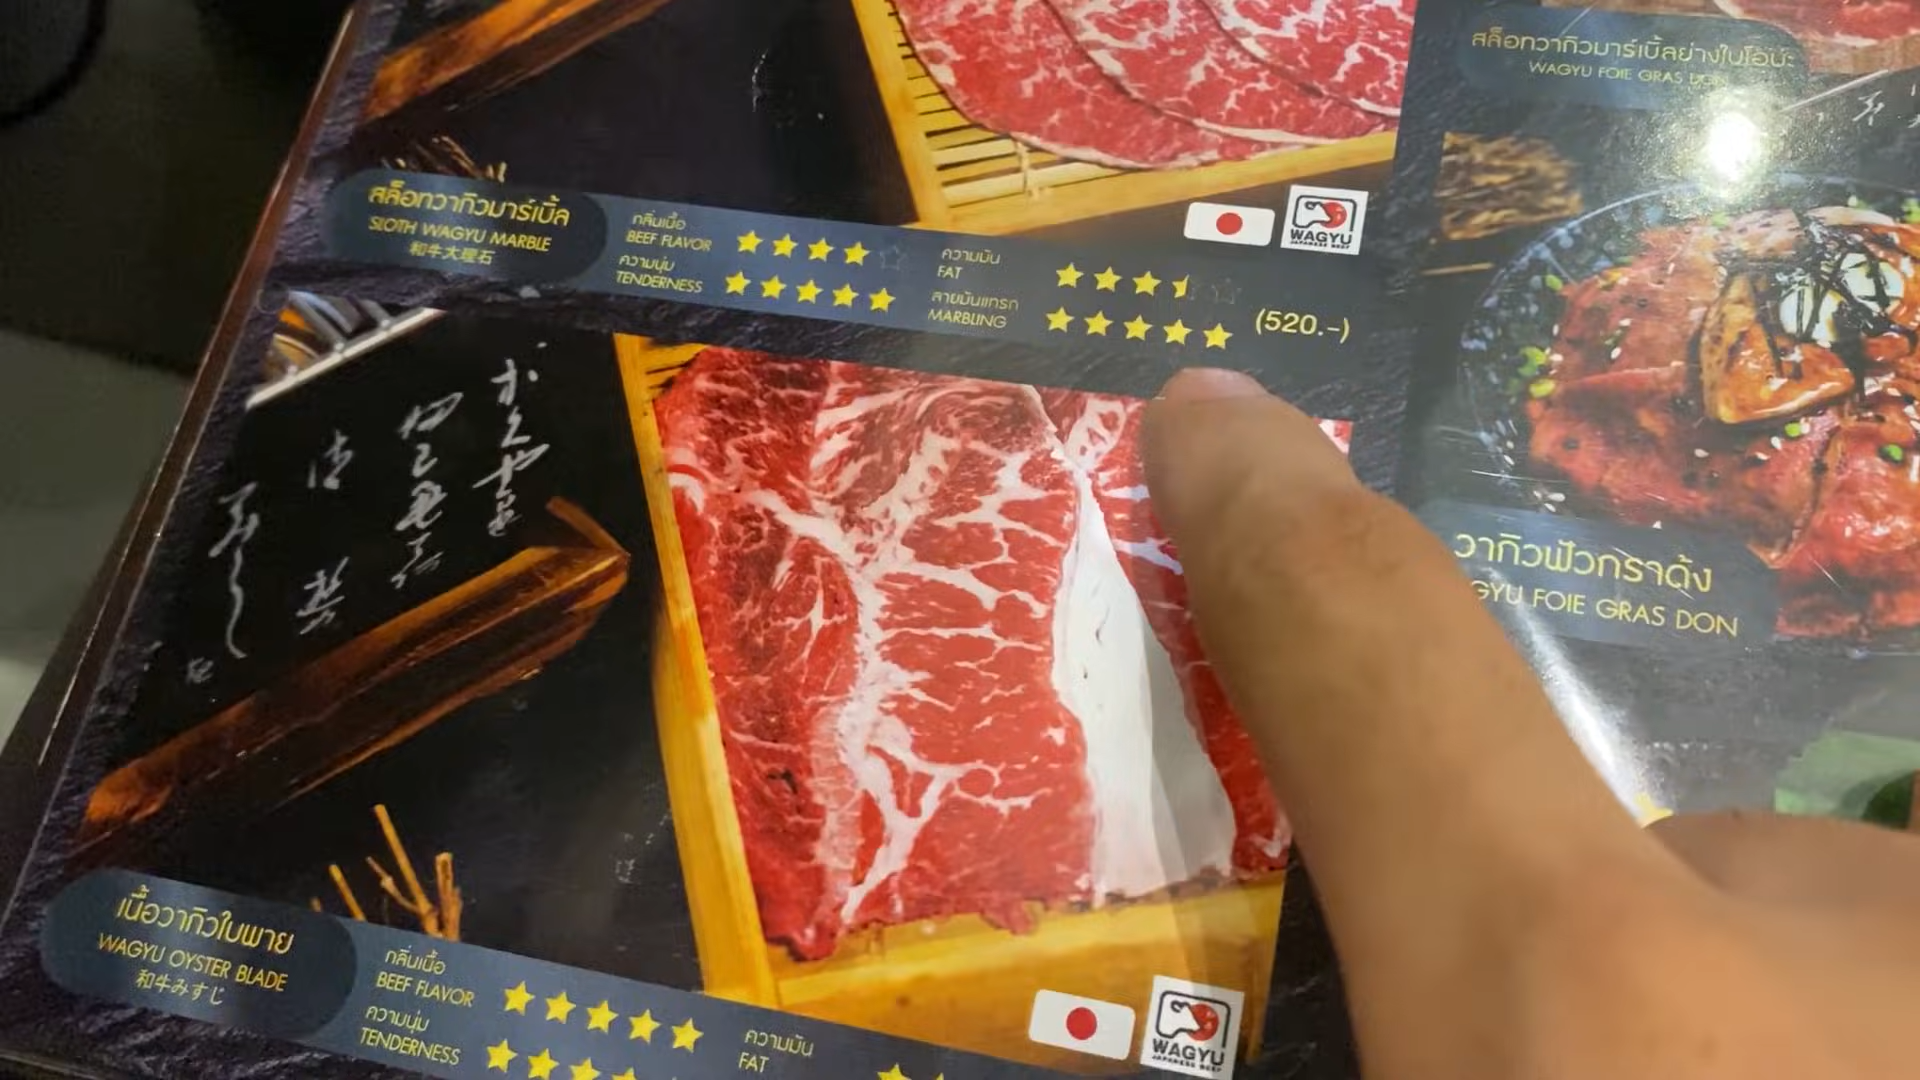 สล็อทวากิวมาร์เบิ้ล
SLOTH WAGYU MARBLE
和牛大理石
กลิ่นเนื้อ
BEEF FLAVOR
ความนุ่ม
TENDERNESS
ความมัน
FAT
ลายมันแทรก
MARBLING
(520.-)
WAGYU
JAPANESE BEEF
สล็อทวากิวมาร์เบิ้ลย่างใบโอบะ
WAGYU FOIE GRAS DON
วากิวฟัวกราด้ง
GYU FOIE GRAS DON
เนื้อวากิวใบพาย
WAGYU OYSTER BLADE
和牛みすじ
กลิ่นเนื้อ
BEEF FLAVOR
ความนุ่ม
TENDERNESS
ความมัน
FAT
WAGYU
JAPANESE BEEF